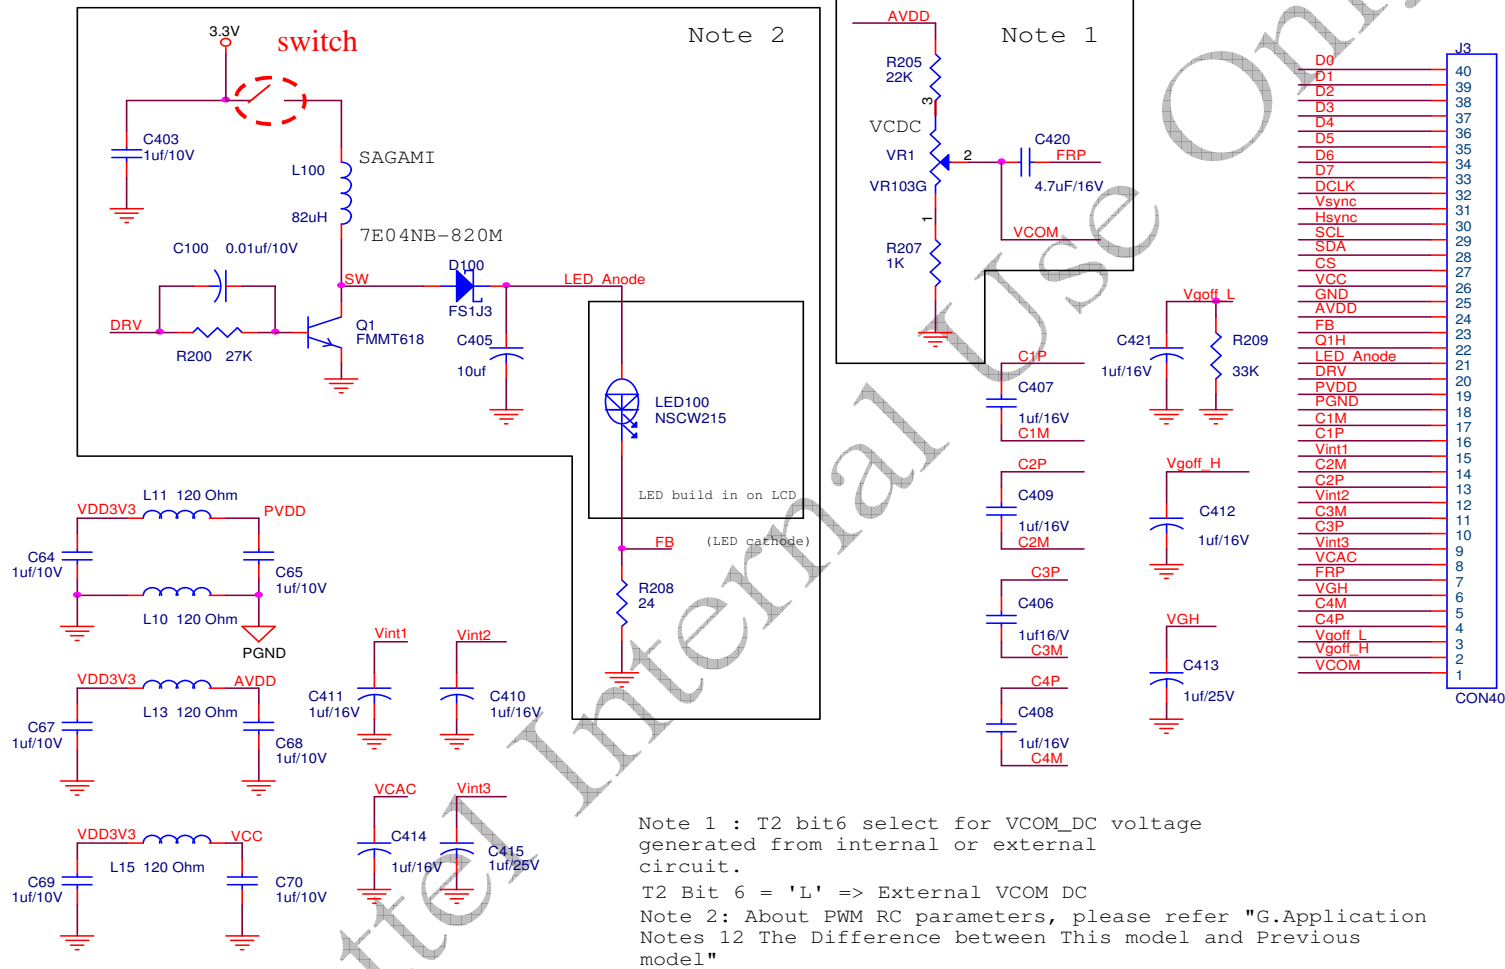 3.3V
switch
Note 2
C403
1uf/10V
L100
82uH
SAGAMI
7E04NB-820M
C100 0.01uf/10V
DRV
R200 27K
Q1
FMMT618
SW
D100
FS1J3
LED_Anode
C405
10uf
LED100
NSCW215
LED build in on LCD
(LED cathode)
FB
R208
24
AVDD
Note 1
R205
22K
3
VCDC
VR1
VR103G
2
1
C420
FRP
4.7uF/16V
VCOM
R207
1K
Vgoff_L
C421
1uf/16V
R209
33K
C1P
C407
1uf/16V
C1M
C2P
C409
1uf/16V
C2M
C3P
C406
1uf16/V
C3M
C4P
C408
1uf/16V
C4M
Vgoff_H
C412
1uf/16V
VGH
C413
1uf/25V
J3
D0 40
D1 39
D2 38
D3 37
D4 36
D5 35
D6 34
D7 33
DCLK 32
Vsync 31
Hsync 30
SCL 29
SDA 28
CS 27
VCC 26
GND 25
AVDD 24
FB 23
Q1H 22
LED_Anode 21
DRV 20
PVDD 19
PGND 18
C1M 17
C1P 16
Vint1 15
C2M 14
C2P 13
Vint2 12
C3M 11
C3P 10
Vint3 9
VCAC 8
FRP 7
VGH 6
C4M 5
C4P 4
Vgoff_L 3
Vgoff_H 2
VCOM 1
CON40
L11 120 Ohm
VDD3V3
PVDD
C64
1uf/10V
C65
1uf/10V
L10 120 Ohm
PGND
VDD3V3
AVDD
L13 120 Ohm
C67
1uf/10V
C68
1uf/10V
VDD3V3
VCC
L15 120 Ohm
C69
1uf/10V
C70
1uf/10V
Vint1
C411
1uf/16V
Vint2
C410
1uf/16V
VCAC
C414
1uf/16V
Vint3
C415
1uf/25V
Note 1 : T2 bit6 select for VCOM_DC voltage
generated from internal or external
circuit.
T2 Bit 6 = 'L' => External VCOM DC
Note 2: About PWM RC parameters, please refer "G.Application
Notes 12 The Difference between This model and Previous
model"
Internal Use Only